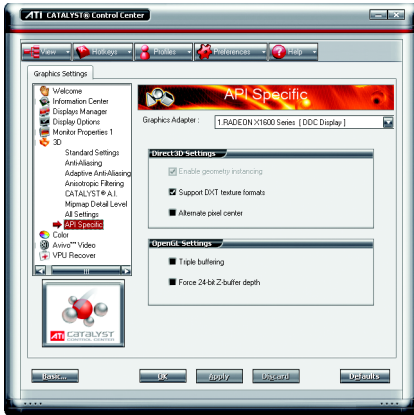 ATI CATALYST® Control Center
View Hotkeys Profiles Preferences Help
Graphics Settings
Welcome
Information Center
Displays Manager
Display Options
Monitor Properties 1
3D
Standard Settings
Anti-Aliasing
Adaptive Anti-Aliasing
Anisotropic Filtering
CATALYST® A.I.
Mipmap Detail Level
All Settings
API Specific
Color
Avivo™ Video
VPU Recover
ATI CATALYST
CONTROL CENTER
API Specific
Graphics Adapter :
1.RADEON X1600 Series [ DDC Display ]
Direct3D Settings
Enable geometry instancing
Support DXT texture formats
Alternate pixel center
OpenGL Settings
Triple buffering
Force 24-bit Z-buffer depth
Basic... OK Apply Discard Defaults